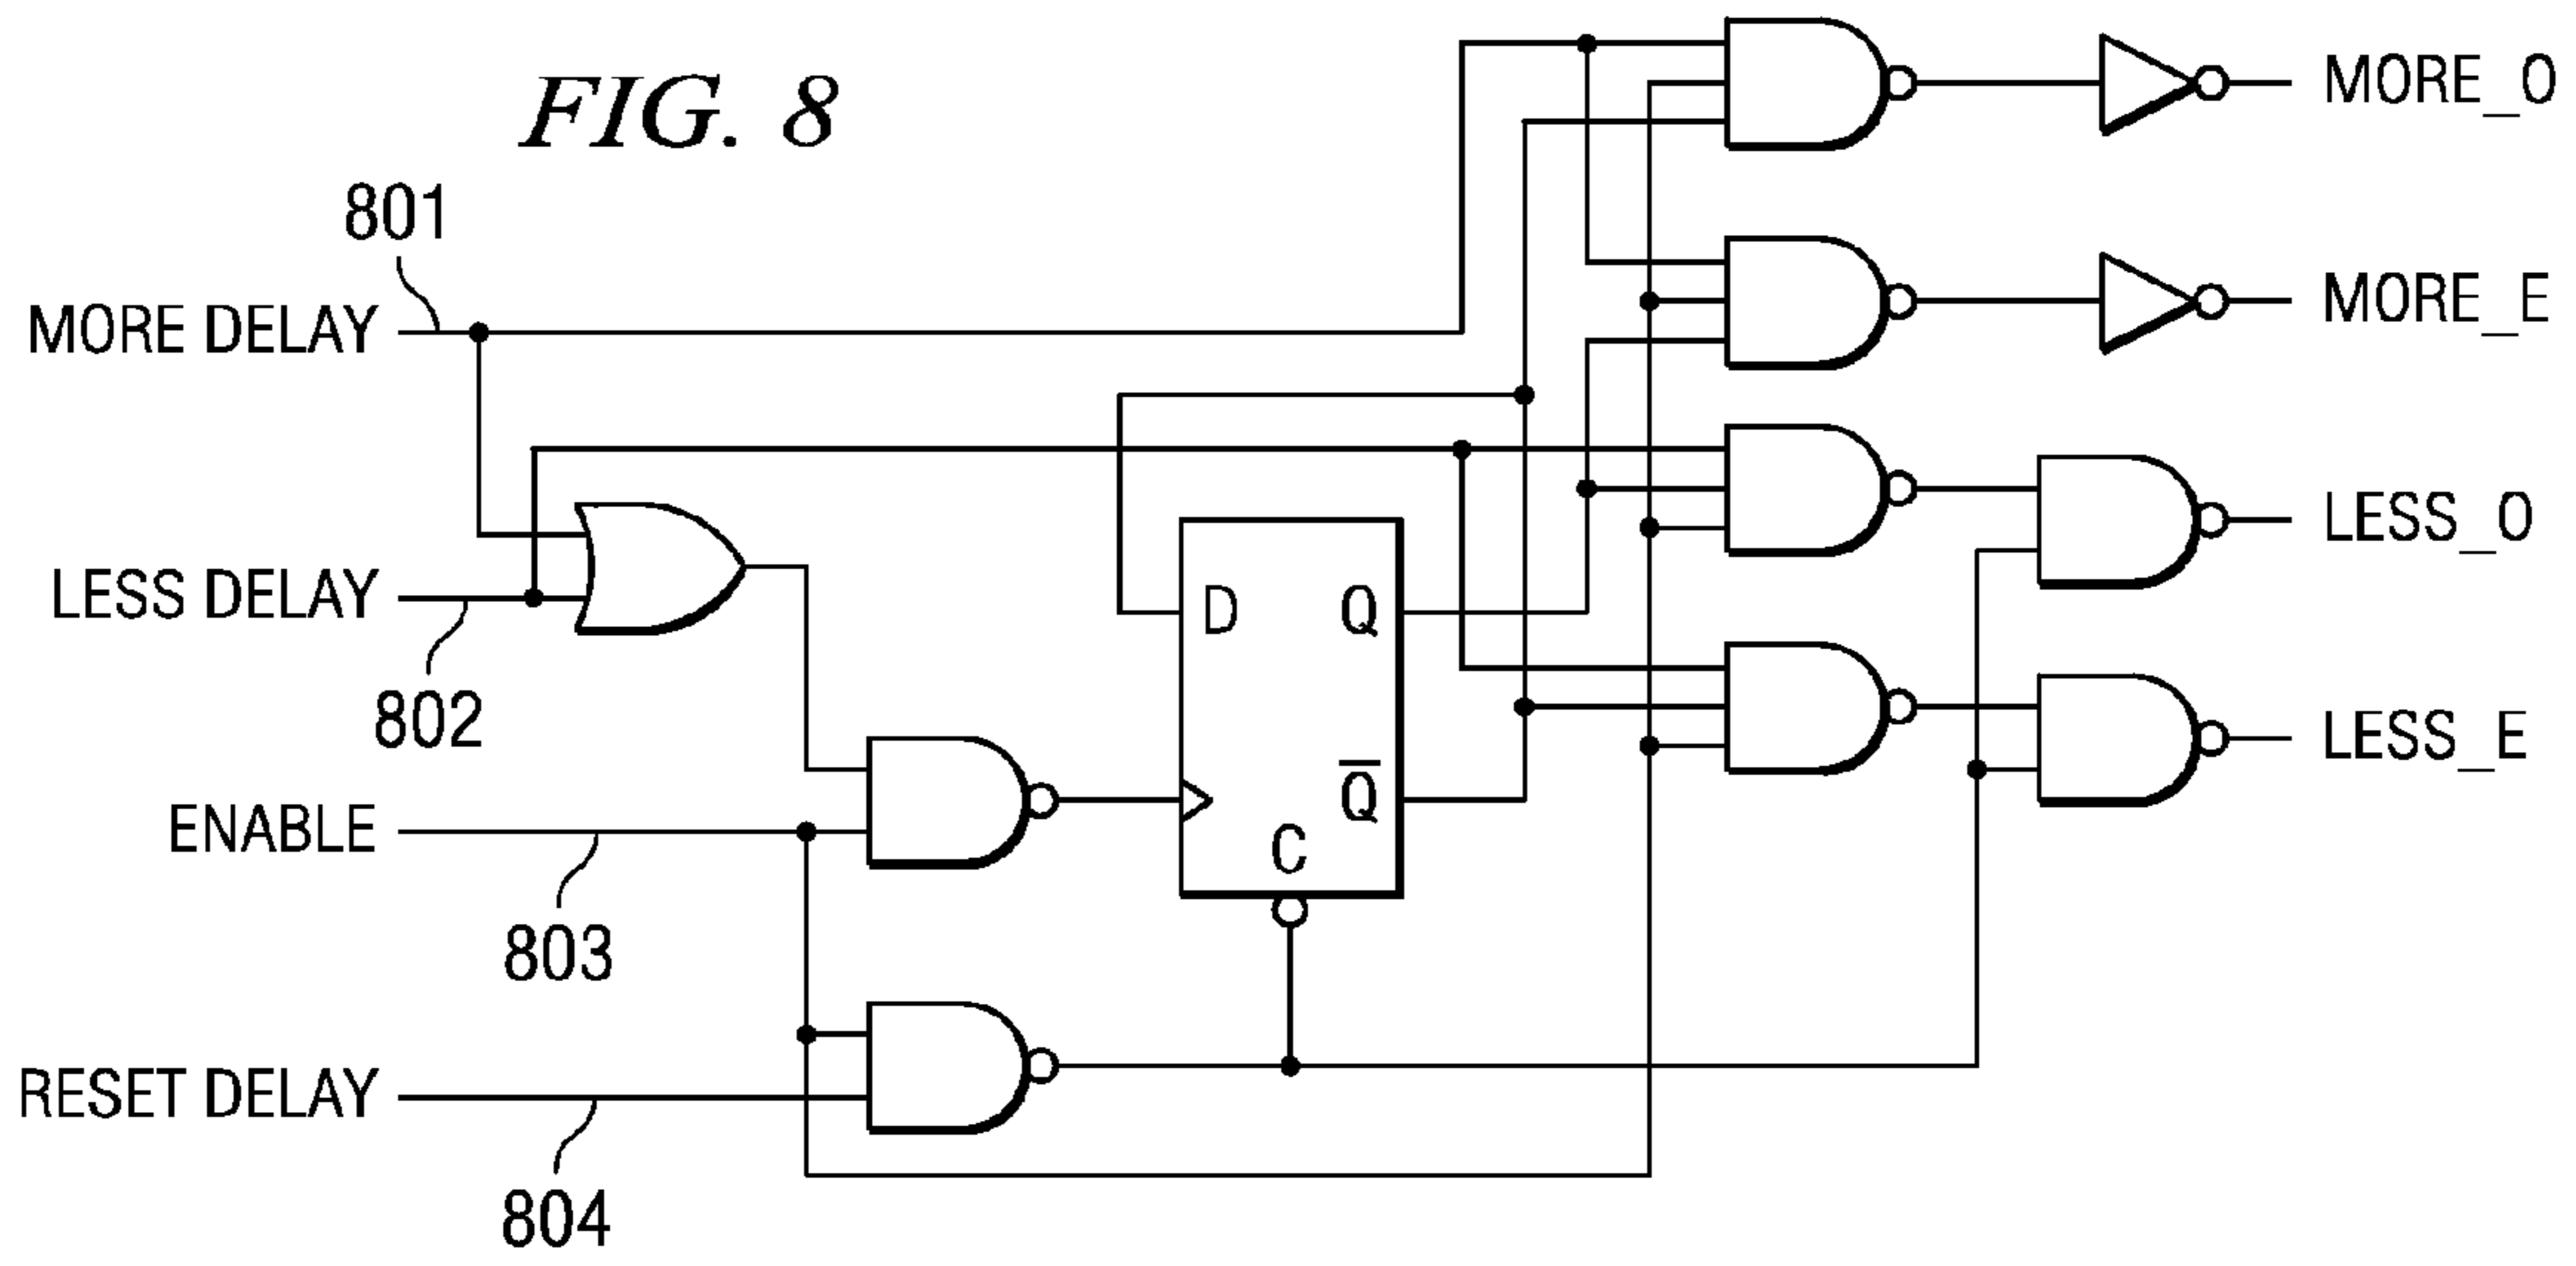 FIG. 8
801
MORE DELAY
LESS DELAY
802
ENABLE
803
RESET DELAY
804
D
Q
Q̅
C
MORE_O
MORE_E
LESS_O
LESS_E